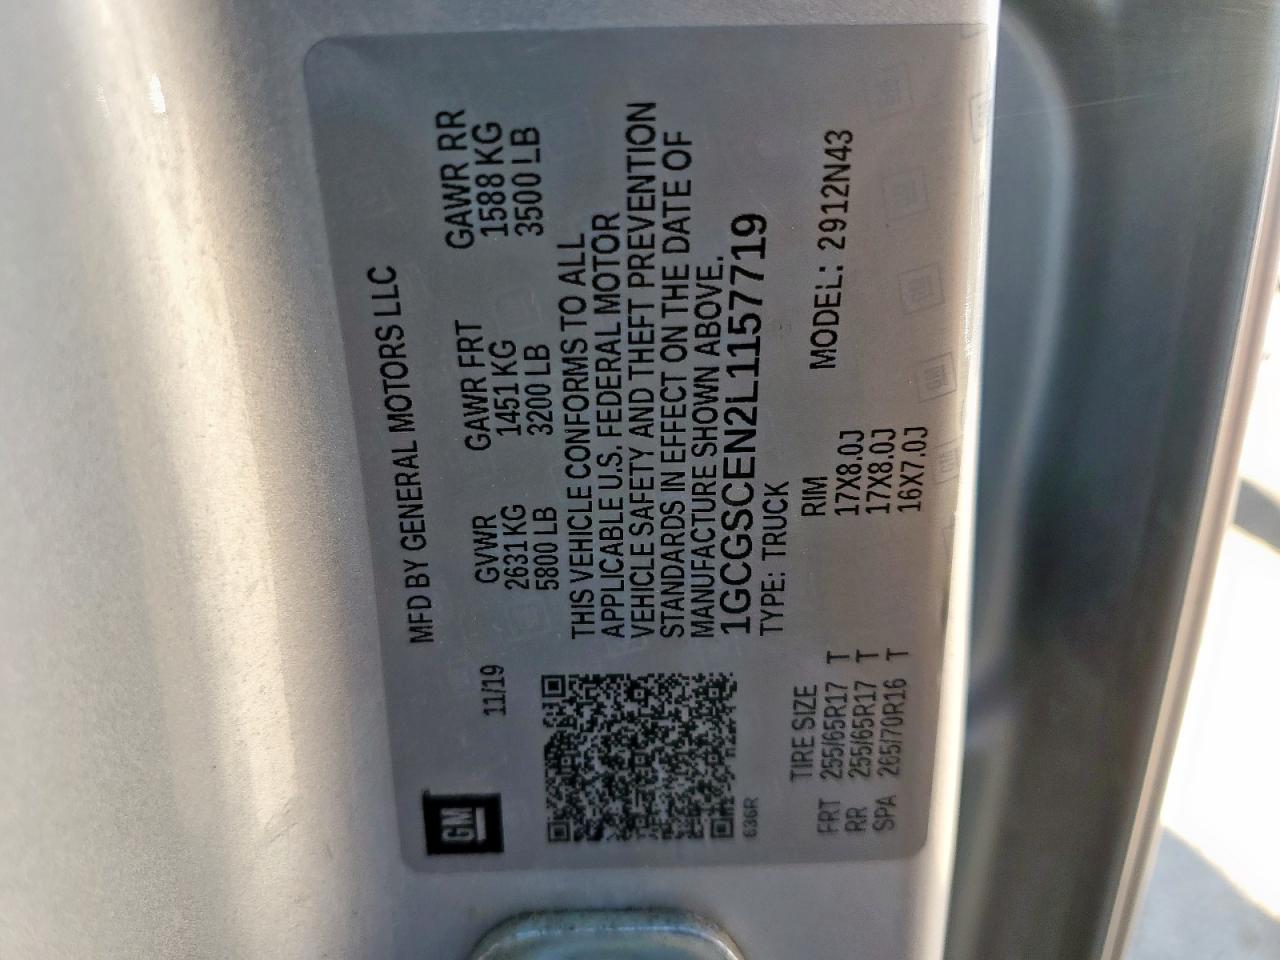 GM
MFD BY GENERAL MOTORS LLC
11/19
GVWR GAWR FRT GAWR RR
2631 KG 1451 KG 1588 KG
5800 LB 3200 LB 3500 LB
THIS VEHICLE CONFORMS TO ALL
APPLICABLE U.S. FEDERAL MOTOR
VEHICLE SAFETY AND THEFT PREVENTION
STANDARDS IN EFFECT ON THE DATE OF
MANUFACTURE SHOWN ABOVE.
1GCGSCEN2L1157719
636R
TYPE: TRUCK
MODEL: 2912N43
TIRE SIZE RIM
FRT 255/65R17 T 17X8.0J
RR 255/65R17 T 17X8.0J
SPA 265/70R16 T 16X7.0J